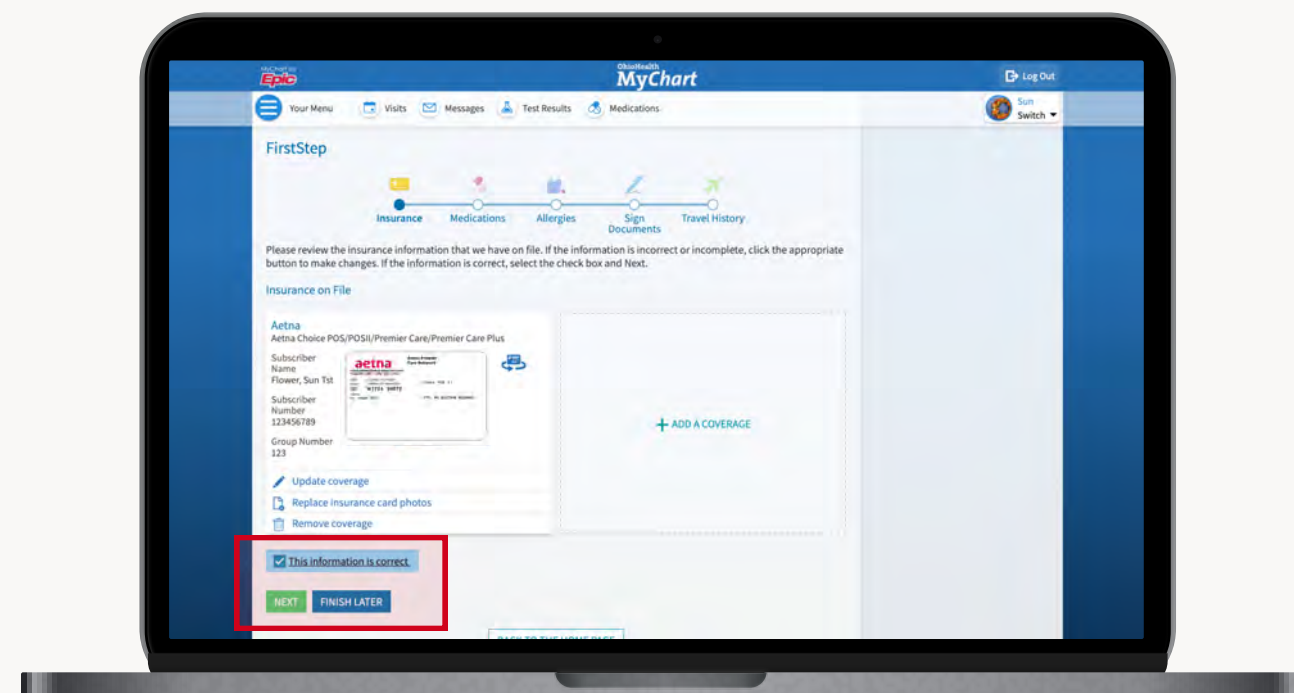 MyChart by
Epic
OhioHealth
MyChart
Log Out
Your Menu
Visits
Messages
Test Results
Medications
Sun
Switch
FirstStep
Insurance
Medications
Allergies
Sign
Documents
Travel History
Please review the insurance information that we have on file. If the information is incorrect or incomplete, click the appropriate
button to make changes. If the information is correct, select the check box and Next.
Insurance on File
Aetna
Aetna Choice POS/POSII/Premier Care/Premier Care Plus
Subscriber
Name
Flower, Sun Tst
Subscriber
Number
123456789
Group Number
123
aetna
+ ADD A COVERAGE
Update coverage
Replace insurance card photos
Remove coverage
This information is correct
NEXT
FINISH LATER
BACK TO THE HOME PAGE